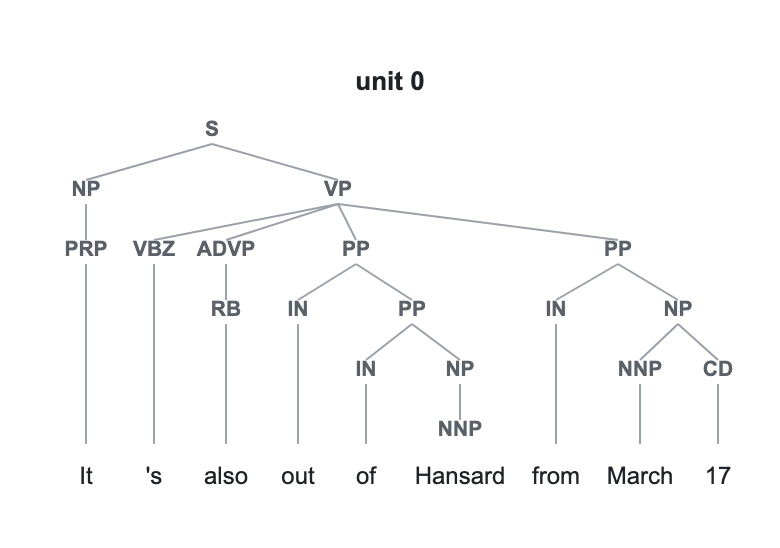 unit 0
S
NP VP
PRP VBZ ADVP PP PP
RB IN PP IN NP
IN NP NNP CD
NNP
It 's also out of Hansard from March 17